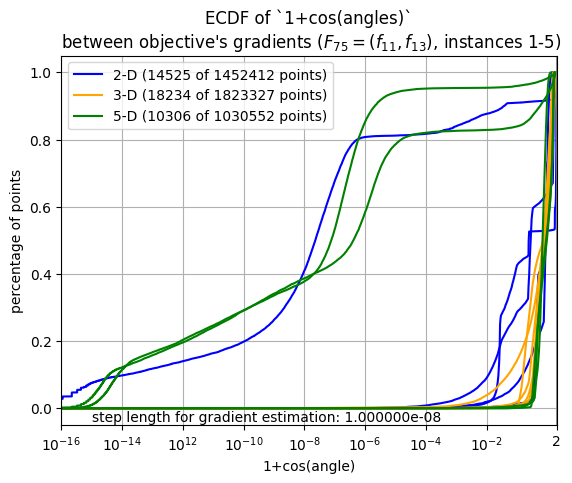 ECDF of `1+cos(angles)`
between objective's gradients (F₇₅ = (f₁₁, f₁₃), instances 1-5)
2-D (14525 of 1452412 points)
3-D (18234 of 1823327 points)
5-D (10306 of 1030552 points)
percentage of points
1.0
0.8
0.6
0.4
0.2
0.0
step length for gradient estimation: 1.000000e-08
10⁻¹⁶ 10⁻¹⁴ 10⁻¹² 10⁻¹⁰ 10⁻⁸ 10⁻⁶ 10⁻⁴ 10⁻² 2
1+cos(angle)